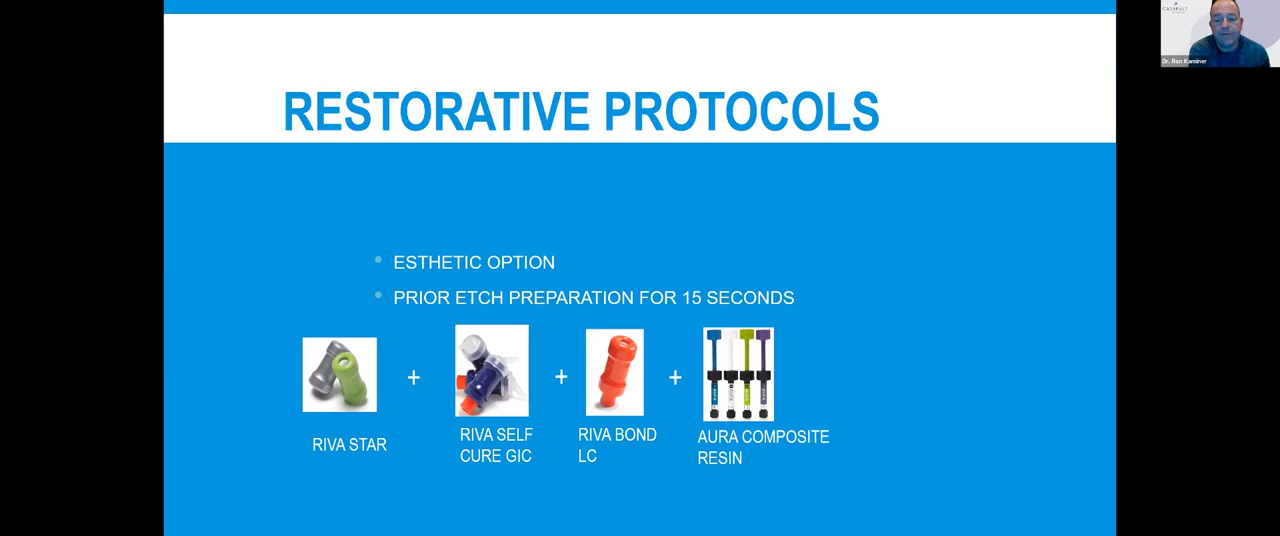 RESTORATIVE PROTOCOLS
ESTHETIC OPTION
PRIOR ETCH PREPARATION FOR 15 SECONDS
+
+
+
RIVA STAR
RIVA SELF
CURE GIC
RIVA BOND
LC
AURA COMPOSITE
RESIN
CATAPULT
Dr. Ron Kaminer